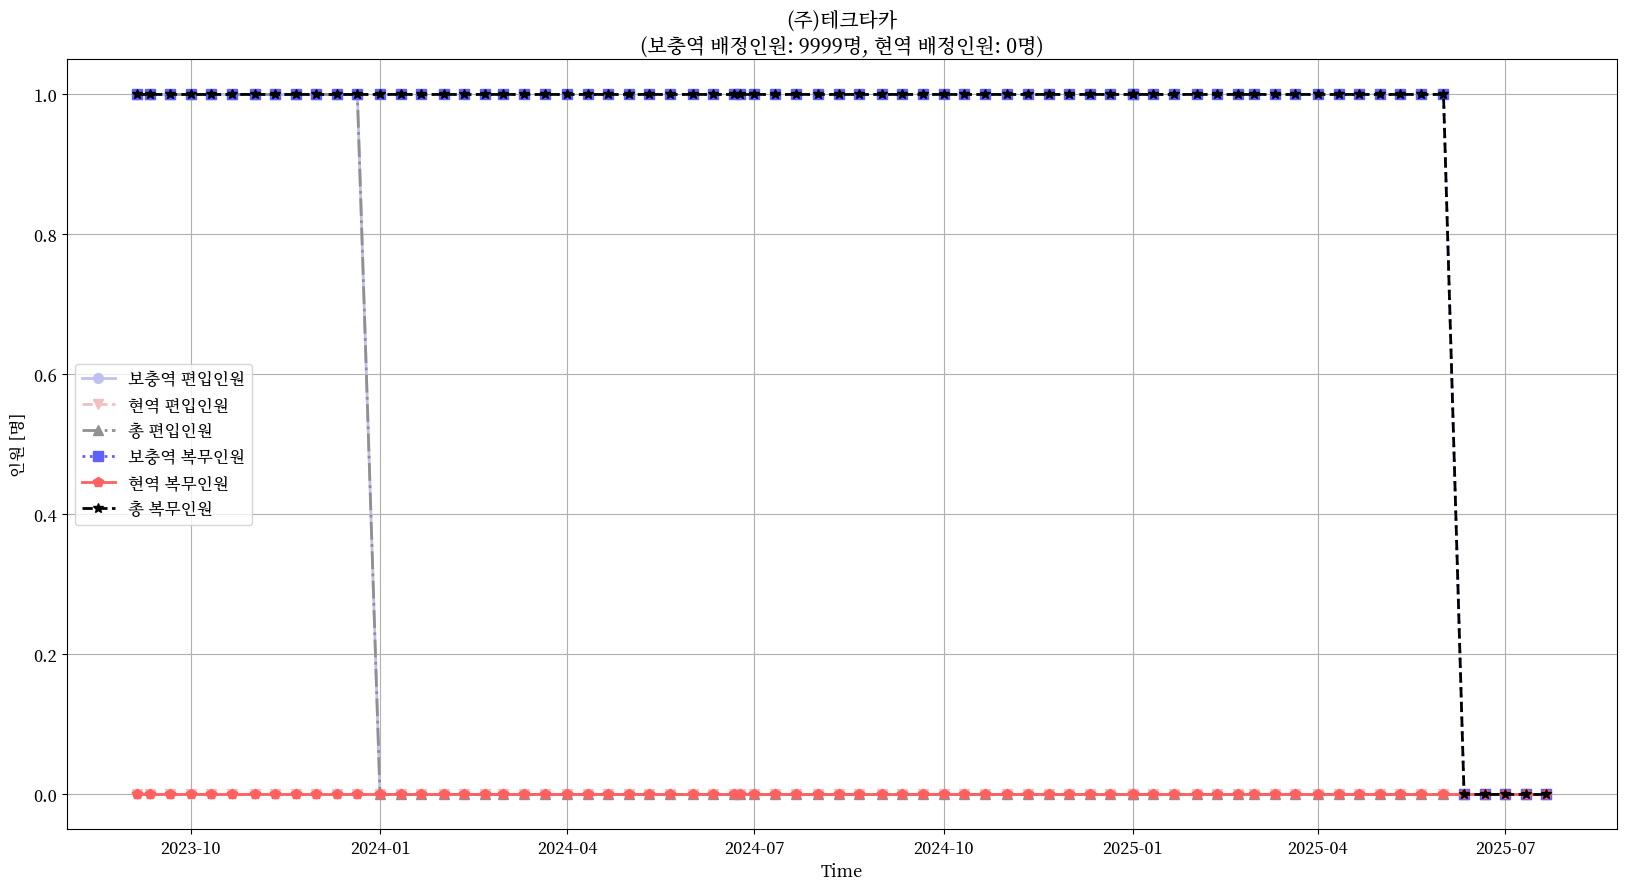 (주)테크타카
(보충역 배정인원: 9999명, 현역 배정인원: 0명)
1.0
0.8
0.6
0.4
0.2
0.0
인원 [명]
보충역 편입인원
현역 편입인원
총 편입인원
보충역 복무인원
현역 복무인원
총 복무인원
2023-10
2024-01
2024-04
2024-07
2024-10
2025-01
2025-04
2025-07
Time